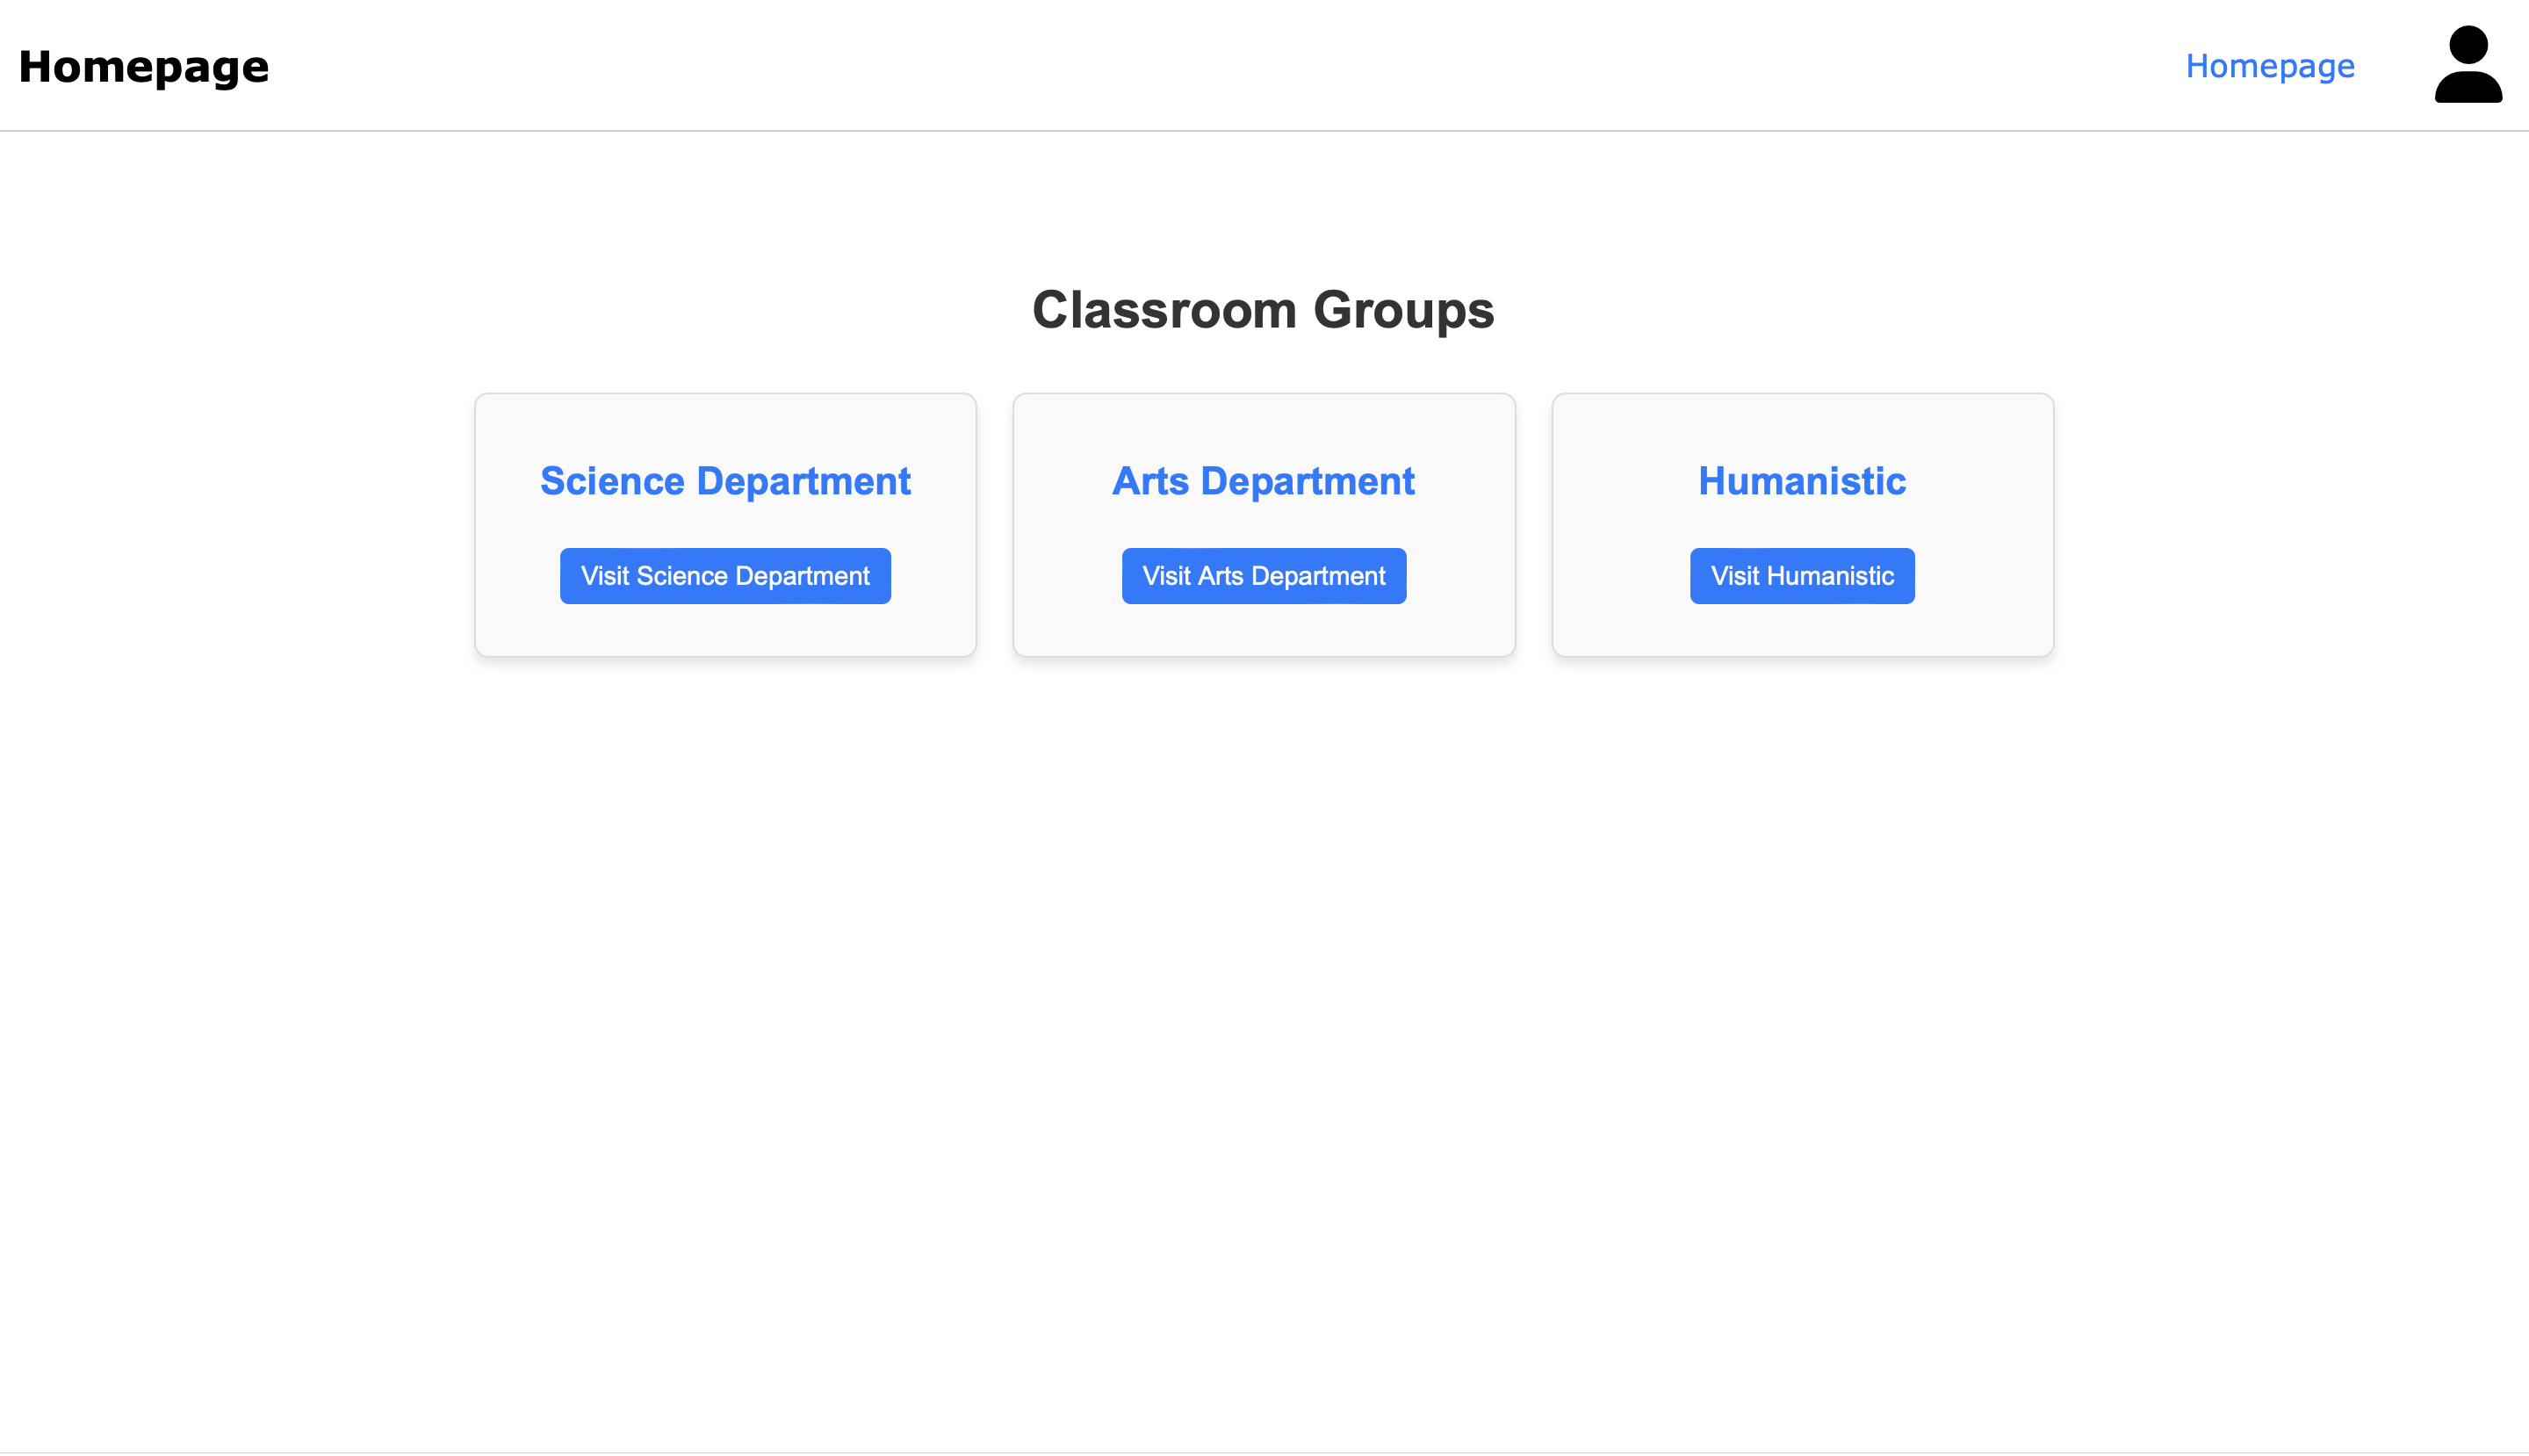 Homepage
Homepage
Classroom Groups
Science Department
Visit Science Department
Arts Department
Visit Arts Department
Humanistic
Visit Humanistic